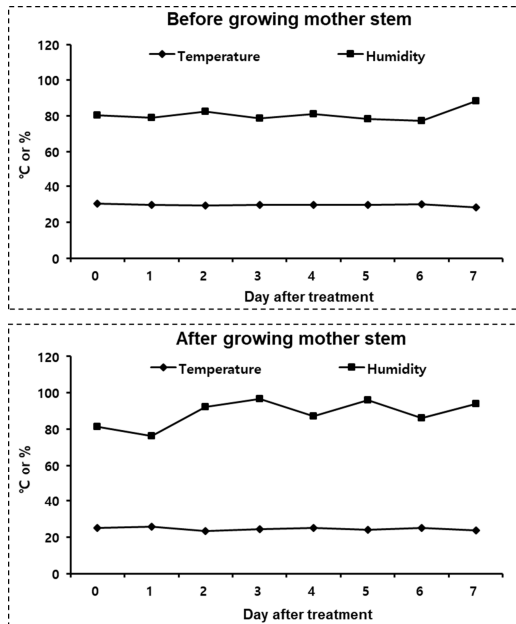 Before growing mother stem
120
Temperature Humidity
100
80
60
40
20
0
℃ or %
0 1 2 3 4 5 6 7
Day after treatment
After growing mother stem
120
Temperature Humidity
100
80
60
40
20
0
℃ or %
0 1 2 3 4 5 6 7
Day after treatment